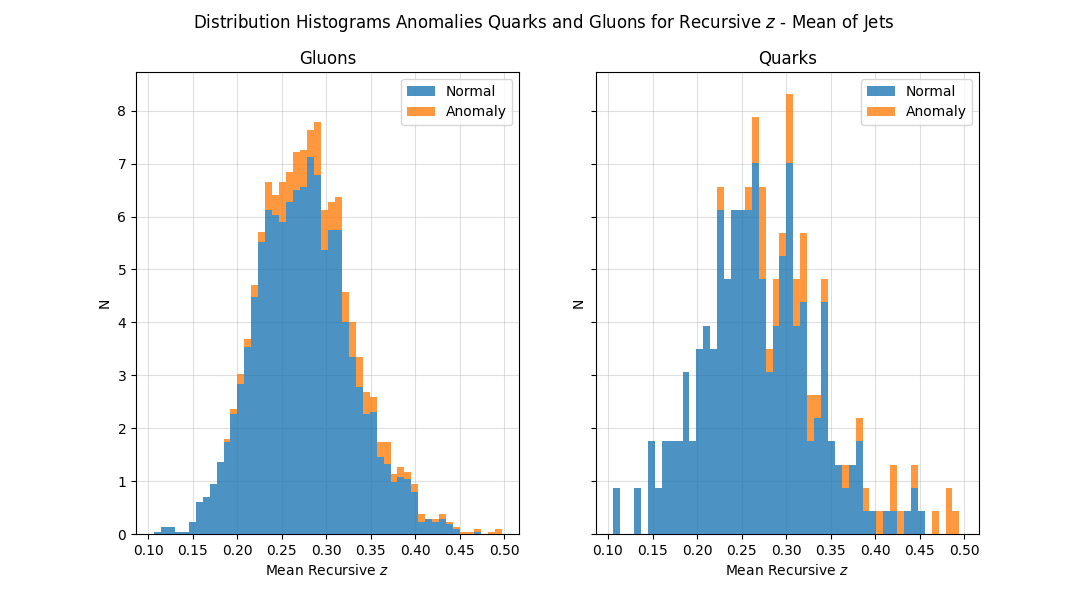 Distribution Histograms Anomalies Quarks and Gluons for Recursive z - Mean of Jets
Gluons
Normal
Anomaly
N
8
7
6
5
4
3
2
1
0
0.10 0.15 0.20 0.25 0.30 0.35 0.40 0.45 0.50
Mean Recursive z
Quarks
Normal
Anomaly
N
0.10 0.15 0.20 0.25 0.30 0.35 0.40 0.45 0.50
Mean Recursive z